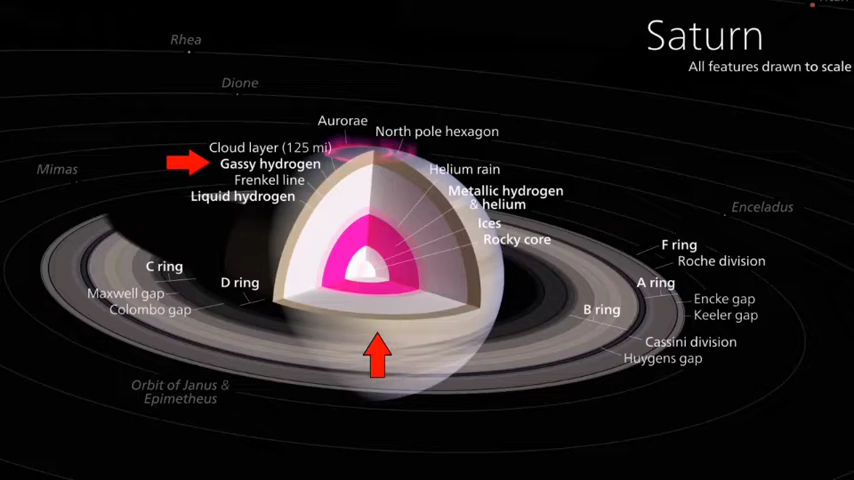 Saturn
All features drawn to scale
Rhea
Dione
Mimas
Enceladus
Aurorae
North pole hexagon
Cloud layer (125 mi)
Gassy hydrogen
Frenkel line
Liquid hydrogen
Helium rain
Metallic hydrogen
& helium
Ices
Rocky core
C ring
Maxwell gap
Colombo gap
D ring
F ring
Roche division
A ring
Encke gap
Keeler gap
B ring
Cassini division
Huygens gap
Orbit of Janus &
Epimetheus